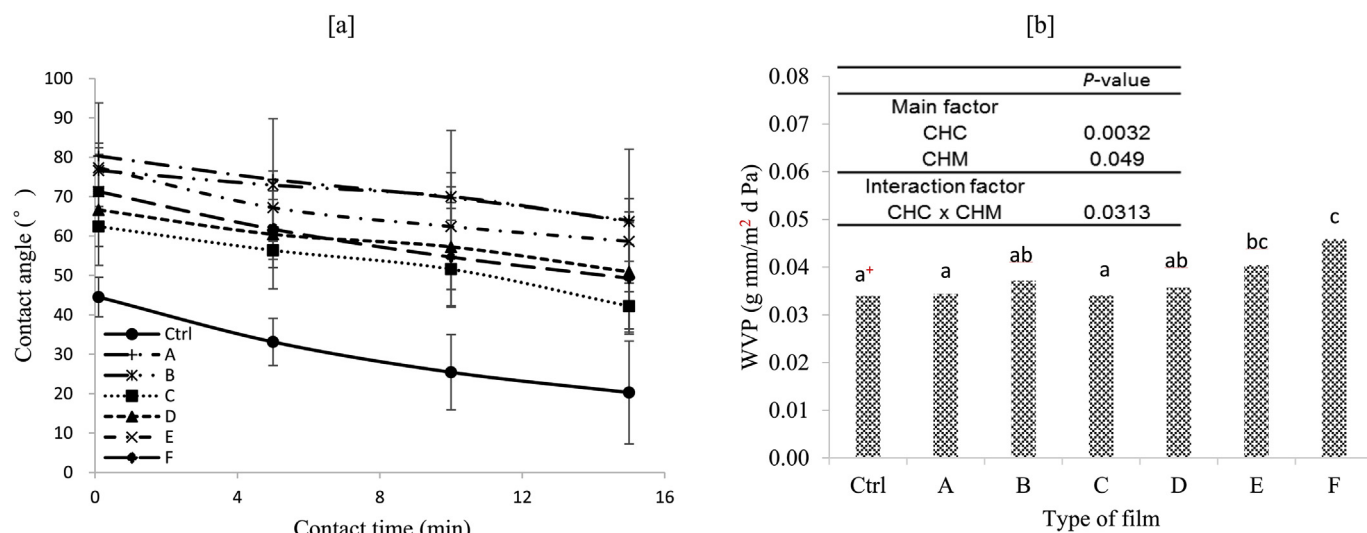 [a]
Contact angle (°)
100
90
80
70
60
50
40
30
20
10
0
Ctrl
A
B
C
D
E
F
0 4 8 12 16
Contact time (min)
[b]
WVP (g mm/m² d Pa)
0.08
0.07
0.06
0.05
0.04
0.03
0.02
0.01
0.00
P-value
Main factor
CHC 0.0032
CHM 0.049
Interaction factor
CHC x CHM 0.0313
a+ a ab a ab bc c
Ctrl A B C D E F
Type of film